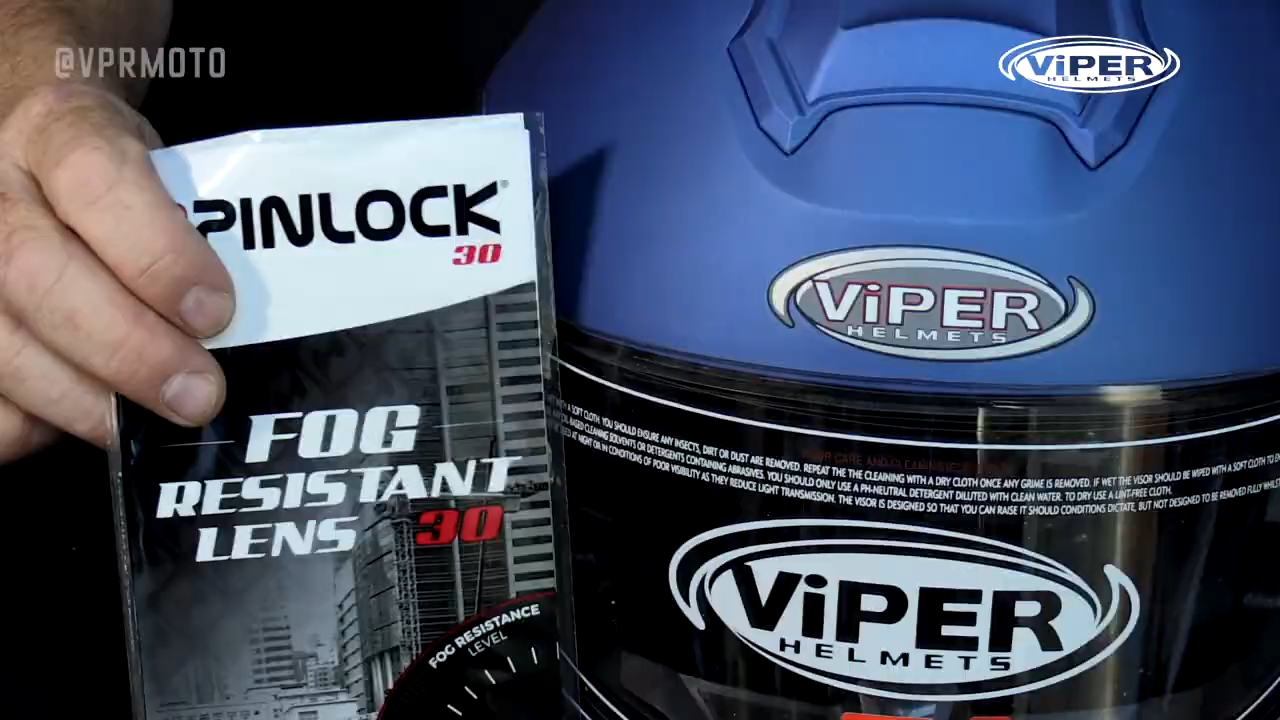 @VPRMOTO
ViPER
HELMETS
PINLOCK
30
FOG
RESISTANT
LENS 30
FOG RESISTANCE
LEVEL
ViPER
HELMETS
WITH A SOFT CLOTH. YOU SHOULD ENSURE ANY INSECTS, DIRT OR DUST ARE REMOVED. REPEAT THE THE CLEANING WITH A DRY CLOTH ONCE ANY GRIME IS REMOVED. IF WET THE VISOR SHOULD BE WIPED WITH A SOFT CLOTH TO
BASED CLEANING SOLVENTS OR DETERGENTS CONTAINING ABRASIVES. YOU SHOULD ONLY USE A PH-NEUTRAL DETERGENT DILUTED WITH CLEAN WATER. TO DRY USE A LINT-FREE CLOTH.
USED AT NIGHT OR IN CONDITIONS OF POOR VISIBILITY AS THEY REDUCE LIGHT TRANSMISSION. THE VISOR IS DESIGNED SO THAT YOU CAN RAISE IT SHOULD CONDITIONS DICTATE, BUT NOT DESIGNED TO BE REMOVED FULLY WHILST
ViPER
HELMETS